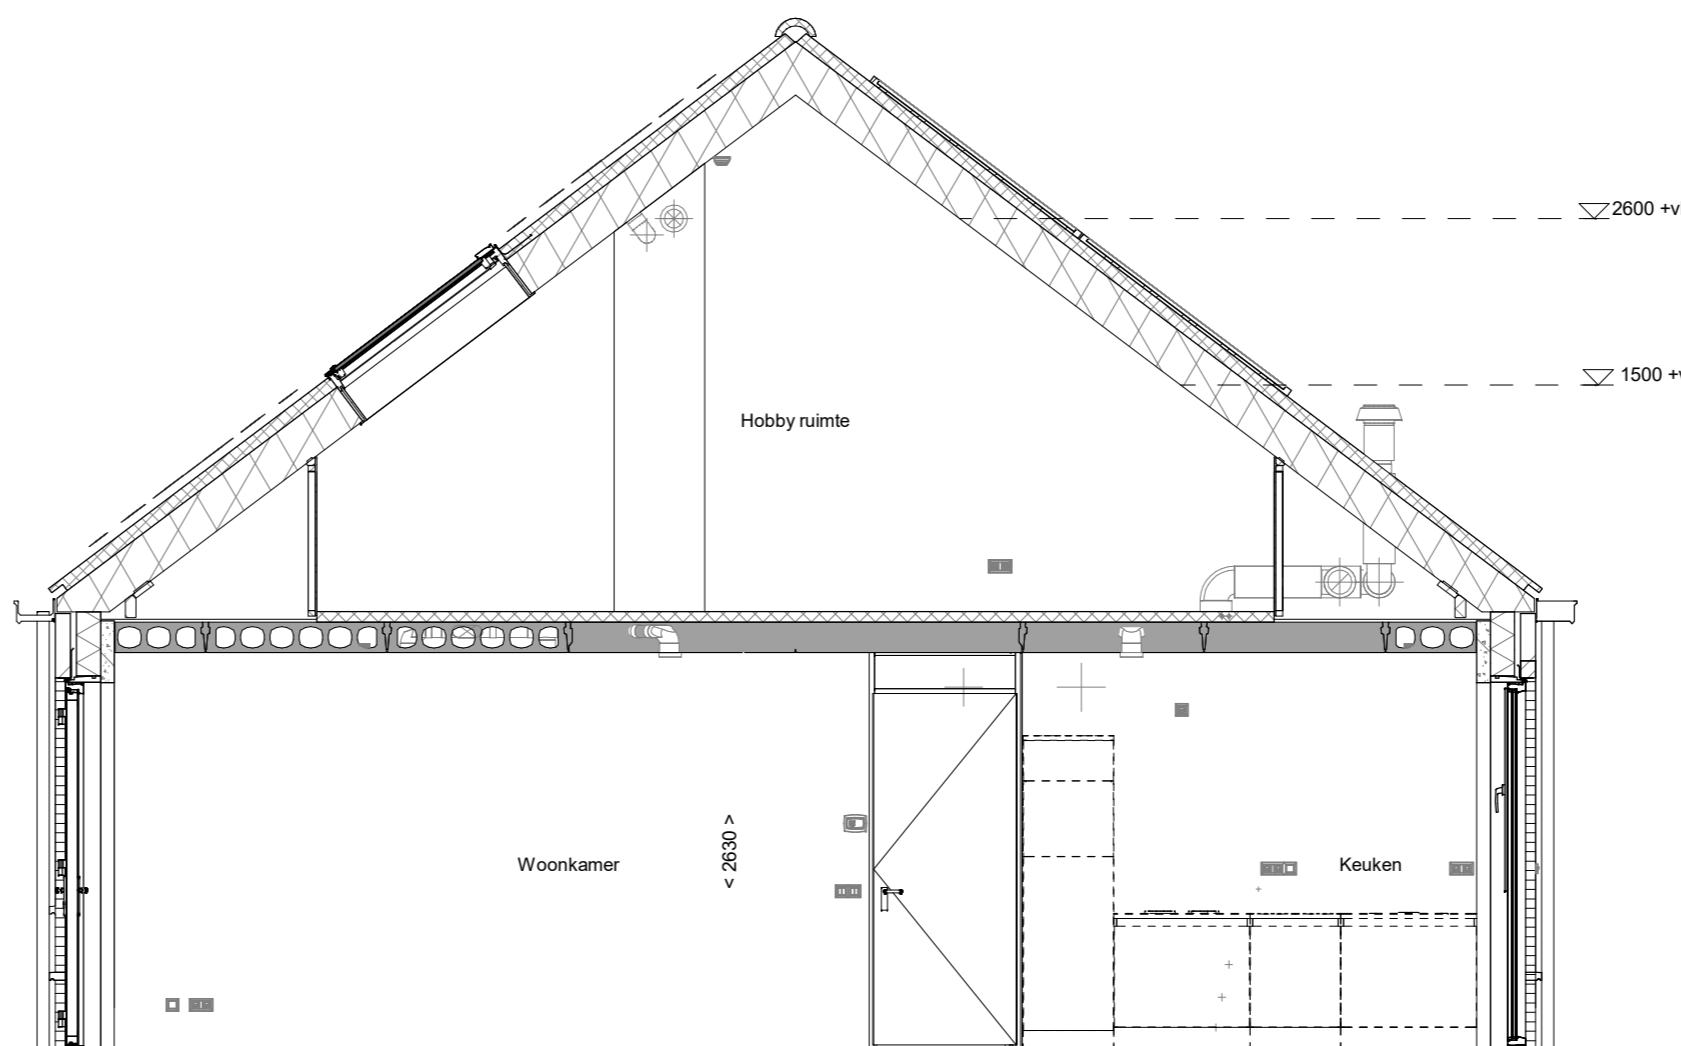 2600 +v
1500 +v
Hobby ruimte
< 2630 >
Woonkamer
Keuken